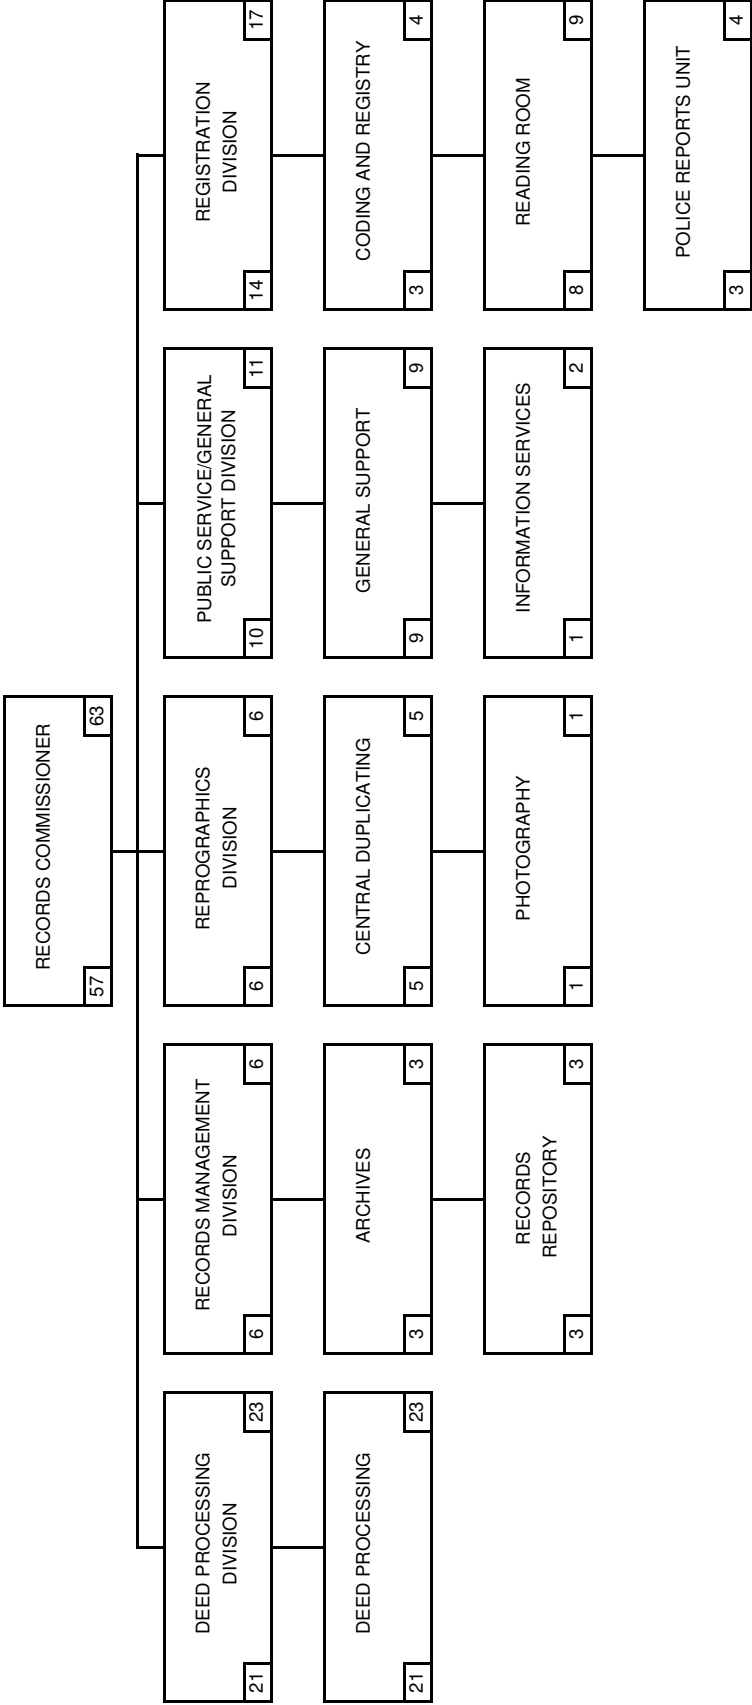 RECORDS COMMISSIONER
57
63
DEED PROCESSING
DIVISION
21
23
RECORDS MANAGEMENT
DIVISION
6
6
REPROGRAPHICS
DIVISION
6
6
PUBLIC SERVICE/GENERAL
SUPPORT DIVISION
10
11
REGISTRATION
DIVISION
14
17
DEED PROCESSING
21
23
ARCHIVES
3
3
CENTRAL DUPLICATING
5
5
GENERAL SUPPORT
9
9
CODING AND REGISTRY
3
4
RECORDS
REPOSITORY
3
3
PHOTOGRAPHY
1
1
INFORMATION SERVICES
1
2
READING ROOM
8
9
POLICE REPORTS UNIT
3
4